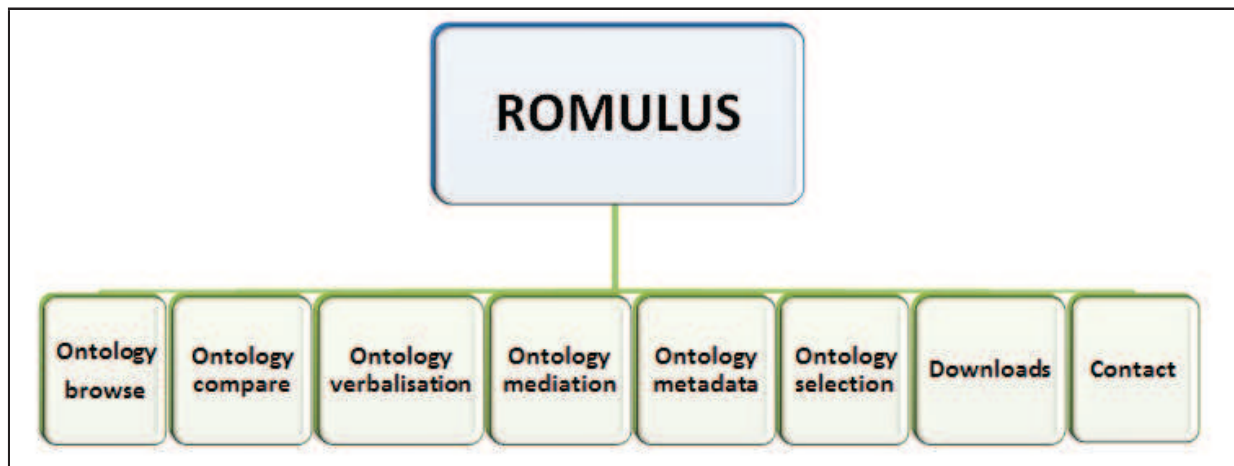 ROMULUS
Ontology
browse
Ontology
compare
Ontology
verbalisation
Ontology
mediation
Ontology
metadata
Ontology
selection
Downloads
Contact